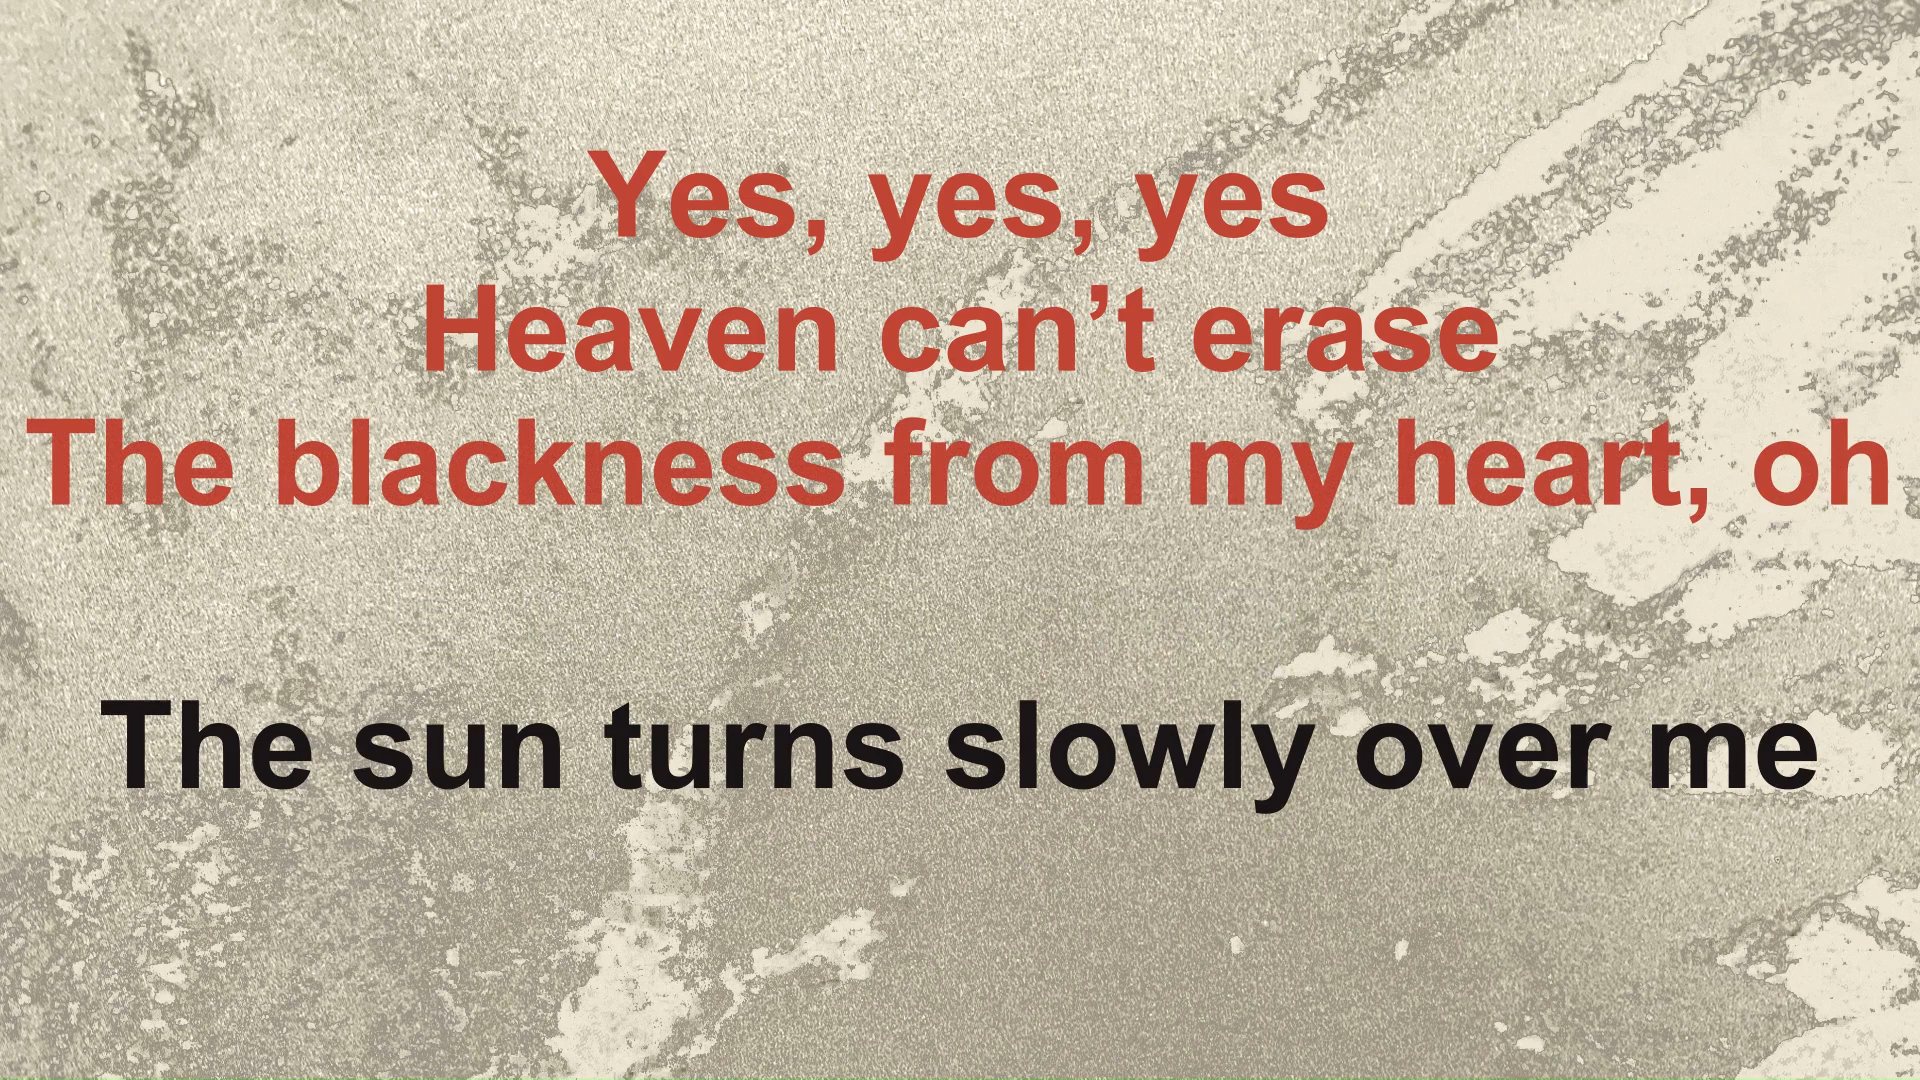 Yes, yes, yes
Heaven can’t erase
The blackness from my heart, oh
The sun turns slowly over me